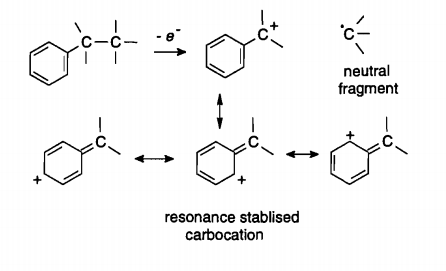 C – C – - e⁻ C + • C
neutral
fragment
C C + C
+ +
resonance stablised
carbocation